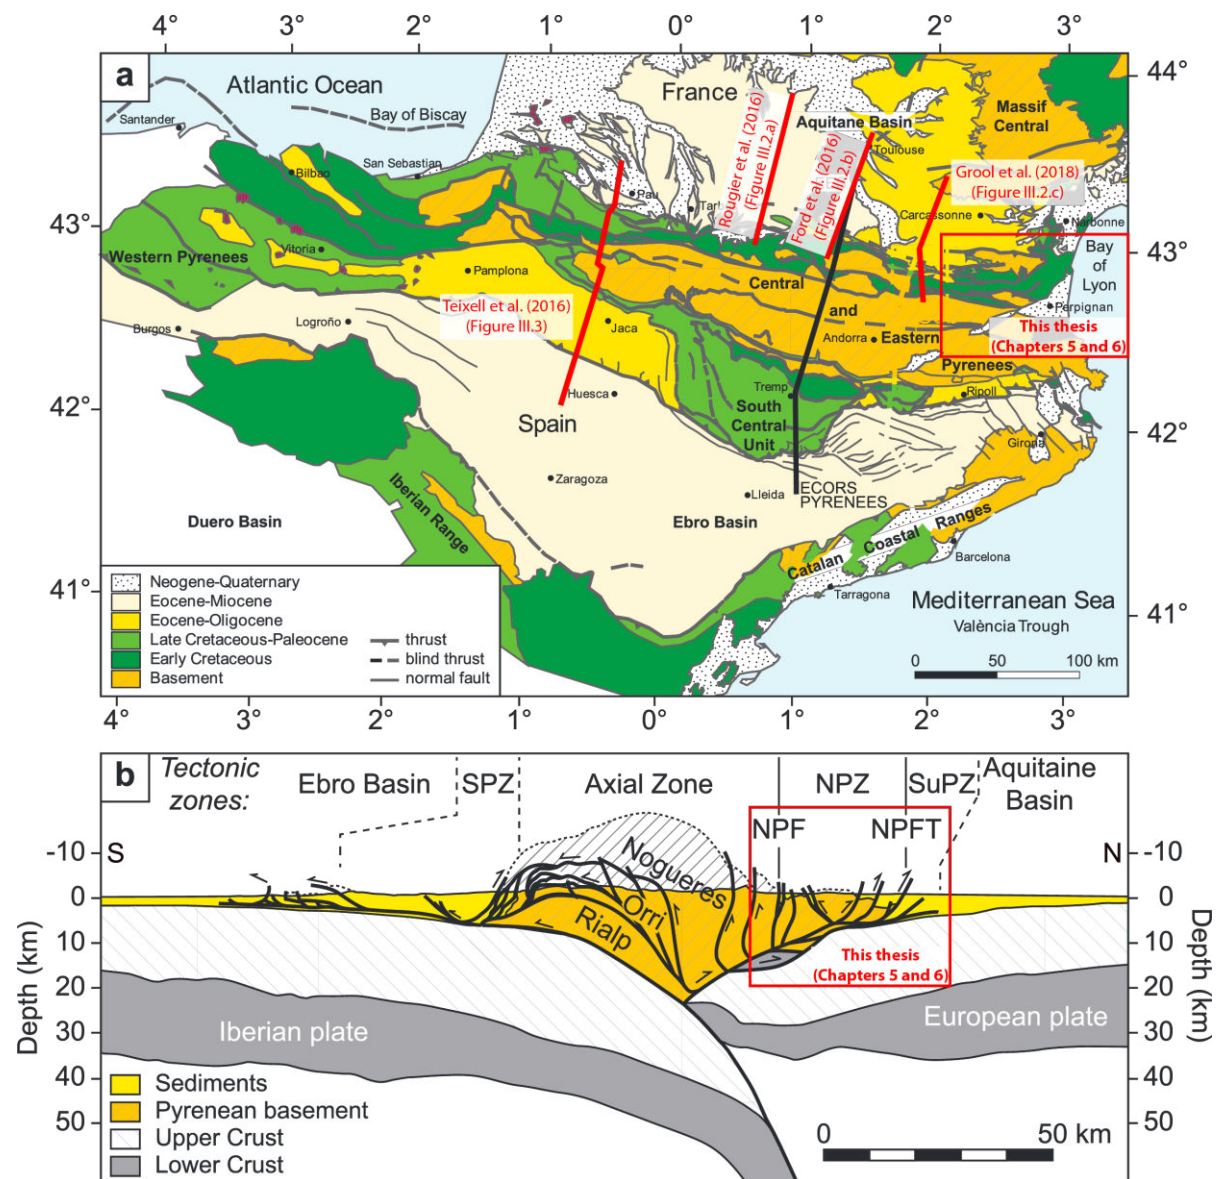 4° 3° 2° 1° 0° 1° 2° 3°
a
Atlantic Ocean
Bay of Biscay
Santander
San Sebastian
Bilbao
France
Aquitane Basin
Toulouse
Massif
Central
Rougier et al. (2016)
(Figure III.2.a)
Ford et al. (2016)
(Figure III.2.b)
Grool et al. (2018)
(Figure III.2.c)
44°
43°
42°
41°
44°
43°
42°
41°
Pau
Carcassonne
Narbonne
Bay
of
Lyon
Perpignan
This thesis
(Chapters 5 and 6)
Western Pyrenees
Vitoria
Pamplona
Teixell et al. (2016)
(Figure III.3)
Central
and
Eastern
Pyrenees
Andorra
Burgos
Logroño
Jaca
Huesca
Tremp
South
Central
Unit
Ripoll
Girona
Spain
Zaragoza
Lleida
ECORS
PYRENEES
Iberian Range
Duero Basin
Ebro Basin
Catalan Coastal Ranges
Barcelona
Tarragona
Mediterranean Sea
València Trough
0 50 100 km
Neogene-Quaternary
Eocene-Miocene
Eocene-Oligocene
Late Cretaceous-Paleocene
Early Cretaceous
Basement
thrust
blind thrust
normal fault
4° 3° 2° 1° 0° 1° 2° 3°
b
Tectonic
zones:
Ebro Basin
SPZ
Axial Zone
NPZ
SuPZ
Aquitaine
Basin
NPF
NPFT
S
N
-10
0
10
20
30
40
50
Depth (km)
-10
0
10
20
30
40
50
Depth (km)
Nogueres
Orri
Rialp
This thesis
(Chapters 5 and 6)
Iberian plate
European plate
Sediments
Pyrenean basement
Upper Crust
Lower Crust
0 50 km